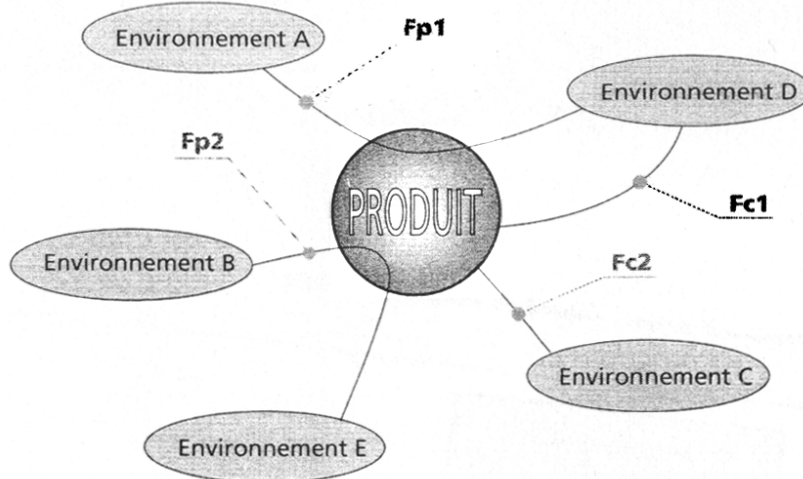 Fp1
Environnement A
Environnement D
Fp2
PRODUIT
Fc1
Environnement B
Fc2
Environnement C
Environnement E